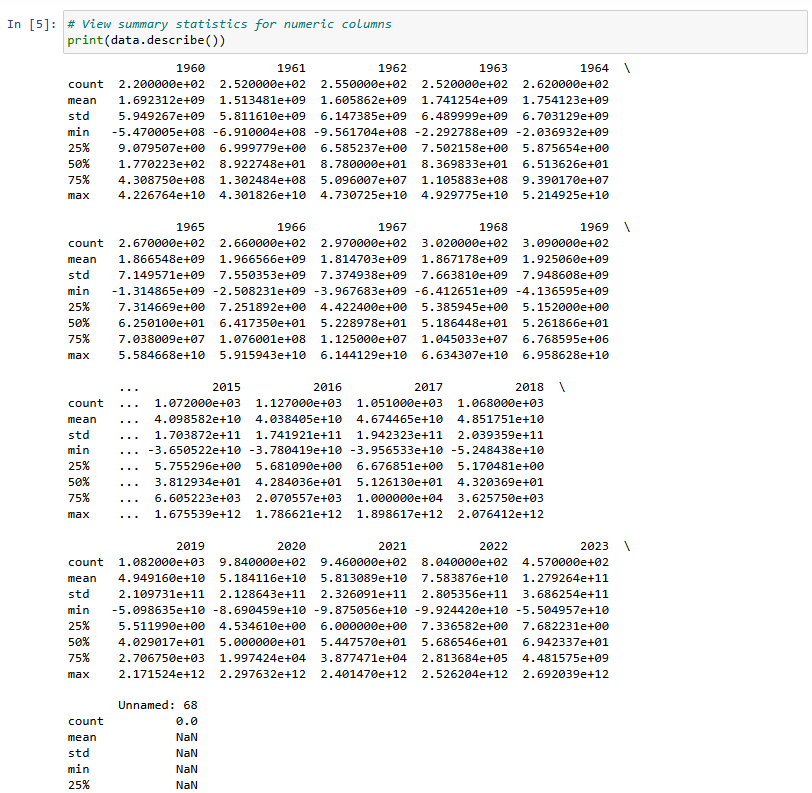 In [5]: # View summary statistics for numeric columns
print(data.describe())
1960 1961 1962 1963 1964 \
count 2.200000e+02 2.520000e+02 2.550000e+02 2.520000e+02 2.620000e+02
mean 1.692312e+09 1.513481e+09 1.605862e+09 1.741254e+09 1.754123e+09
std 5.949267e+09 5.811610e+09 6.147385e+09 6.489999e+09 6.703129e+09
min -5.470005e+08 -6.910004e+08 -9.561704e+08 -2.292788e+09 -2.036932e+09
25% 9.079507e+00 6.999779e+00 6.585237e+00 7.502158e+00 5.875654e+00
50% 1.770223e+02 8.922748e+01 8.780000e+01 8.369833e+01 6.513626e+01
75% 4.308750e+08 1.302484e+08 5.096007e+07 1.105883e+08 9.390170e+07
max 4.226764e+10 4.301826e+10 4.730725e+10 4.929775e+10 5.214925e+10
1965 1966 1967 1968 1969 \
count 2.670000e+02 2.660000e+02 2.970000e+02 3.020000e+02 3.090000e+02
mean 1.866548e+09 1.966566e+09 1.814703e+09 1.867178e+09 1.925060e+09
std 7.149571e+09 7.550353e+09 7.374938e+09 7.663810e+09 7.948608e+09
min -1.314865e+09 -2.508231e+09 -3.967683e+09 -6.412651e+09 -4.136595e+09
25% 7.314669e+00 7.251892e+00 4.422400e+00 5.385945e+00 5.152000e+00
50% 6.250100e+01 6.417350e+01 5.228978e+01 5.186448e+01 5.261866e+01
75% 7.038009e+07 1.076001e+08 1.125000e+07 1.045033e+07 6.768595e+06
max 5.584668e+10 5.915943e+10 6.144129e+10 6.634307e+10 6.958628e+10
... 2015 2016 2017 2018 \
count ... 1.072000e+03 1.127000e+03 1.051000e+03 1.068000e+03
mean ... 4.098582e+10 4.038405e+10 4.674465e+10 4.851751e+10
std ... 1.703872e+11 1.741921e+11 1.942323e+11 2.039359e+11
min ... -3.650522e+10 -3.780419e+10 -3.956533e+10 -5.248438e+10
25% ... 5.755296e+00 5.681090e+00 6.676851e+00 5.170481e+00
50% ... 3.812934e+01 4.284036e+01 5.126130e+01 4.320369e+01
75% ... 6.605223e+03 2.070557e+03 1.000000e+04 3.625750e+03
max ... 1.675539e+12 1.786621e+12 1.898617e+12 2.076412e+12
2019 2020 2021 2022 2023 \
count 1.082000e+03 9.840000e+02 9.460000e+02 8.040000e+02 4.570000e+02
mean 4.949160e+10 5.184116e+10 5.813089e+10 7.583876e+10 1.279264e+11
std 2.109731e+11 2.128643e+11 2.326091e+11 2.805356e+11 3.686254e+11
min -5.098635e+10 -8.690459e+10 -9.875056e+10 -9.924420e+10 -5.504957e+10
25% 5.511990e+00 4.534610e+00 6.000000e+00 7.336582e+00 7.682231e+00
50% 4.029017e+01 5.000000e+01 5.447570e+01 5.686546e+01 6.942337e+01
75% 2.706750e+03 1.997424e+04 3.877471e+04 2.813684e+05 4.481575e+09
max 2.171524e+12 2.297632e+12 2.401470e+12 2.526204e+12 2.692039e+12
Unnamed: 68
count 0.0
mean NaN
std NaN
min NaN
25% NaN